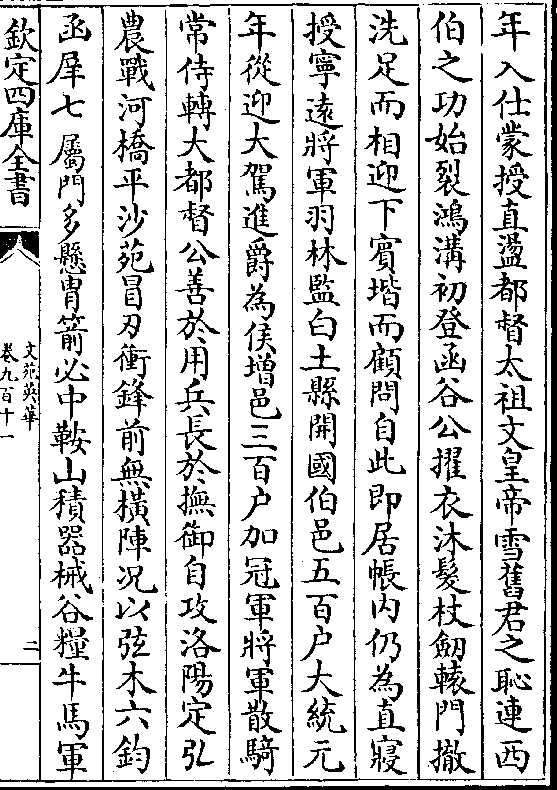 年入仕蒙授直盪都督太祖文皇帝雪舊君之恥連西
伯之功始裂鴻溝初登函谷公擢衣沐髮杖劒轅門撤
洗足而相迎下賓堦而顧問自此即居帳內仍為直寢
授寧遠將軍羽林監白土縣開國伯邑五百户大統元
年從迎大駕進爵為侯增邑三百户加冠軍將軍散騎
常侍轉大都督公善於用兵長於撫御自攻洛陽定弘
農戰河橋平沙苑冒刃衝鋒前無橫陣况以弦木六鈞
函犀七屬門多懸胄箭必中鞍山積器械谷糧牛馬軍
欽定四庫全書
文苑英華
卷九百十一
二